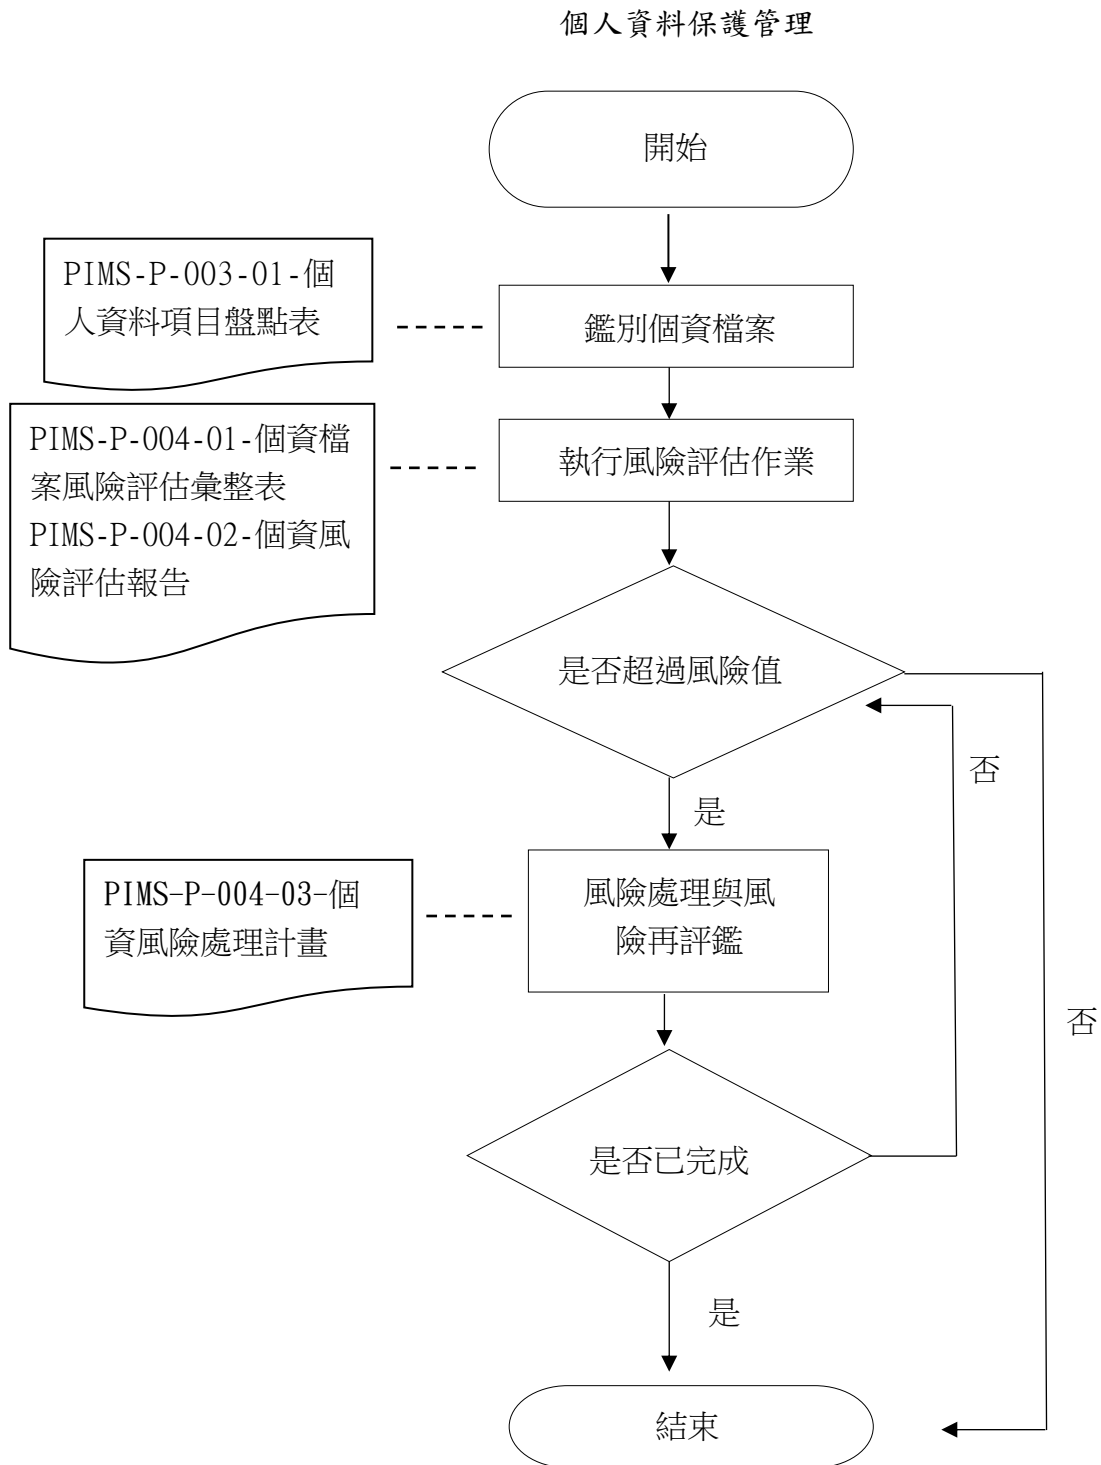 個人資料保護管理
開始
PIMS-P-003-01-個
人資料項目盤點表
鑑別個資檔案
PIMS-P-004-01-個資檔
案風險評估彙整表
PIMS-P-004-02-個資風
險評估報告
執行風險評估作業
是否超過風險值
否
是
PIMS-P-004-03-個
資風險處理計畫
風險處理與風
險再評鑑
否
是否已完成
是
結束